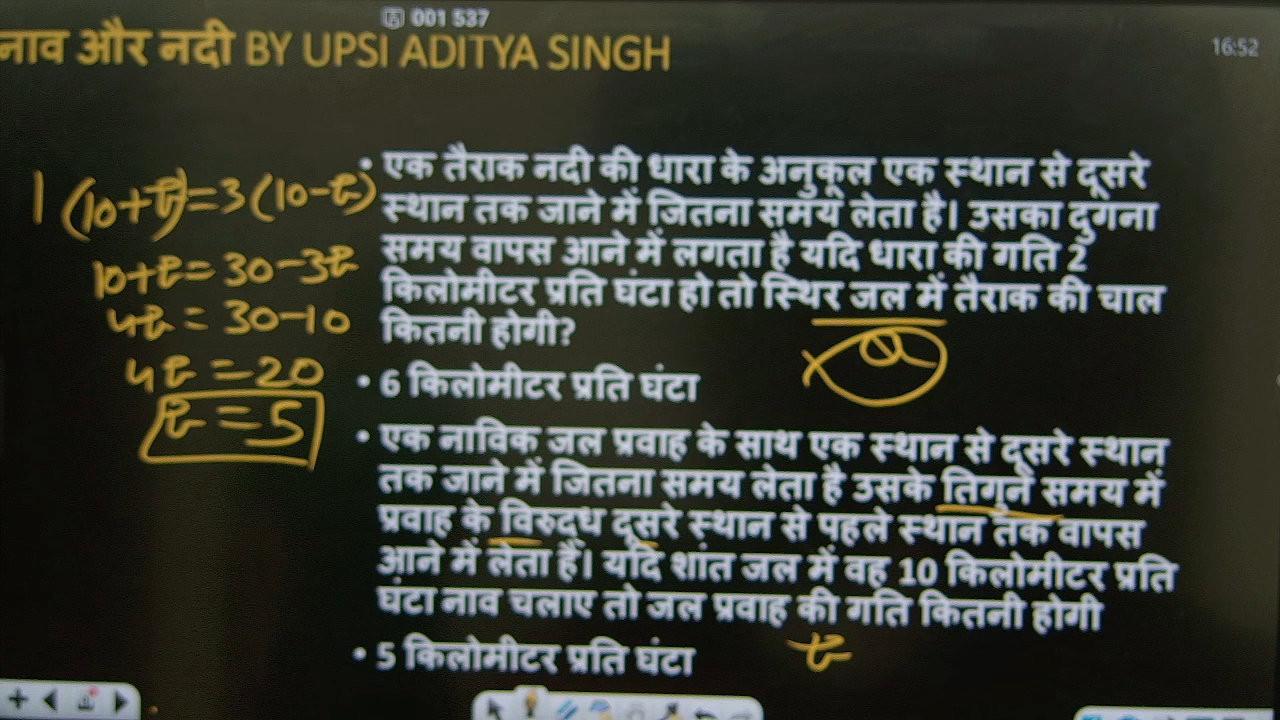 001 537
नाव और नदी BY UPSI ADITYA SINGH
16:52
• एक तैराक नदी की धारा के अनुकूल एक स्थान से दूसरे
स्थान तक जाने में जितना समय लेता है। उसका दुगना
समय वापस आने में लगता है यदि धारा की गति 2
किलोमीटर प्रति घंटा हो तो स्थिर जल में तैराक की चाल
कितनी होगी?
• 6 किलोमीटर प्रति घंटा
• एक नाविक जल प्रवाह के साथ एक स्थान से दूसरे स्थान
तक जाने में जितना समय लेता है उसके तिगुने समय में
प्रवाह के विरुद्ध दूसरे स्थान से पहले स्थान तक वापस
आने में लेता है। यदि शांत जल में वह 10 किलोमीटर प्रति
घंटा नाव चलाए तो जल प्रवाह की गति कितनी होगी
• 5 किलोमीटर प्रति घंटा
1 (10+ध)=3(10-ध)
10+ध=30-3ध
4ध = 30-10
4ध = 20
ध = 5
ध